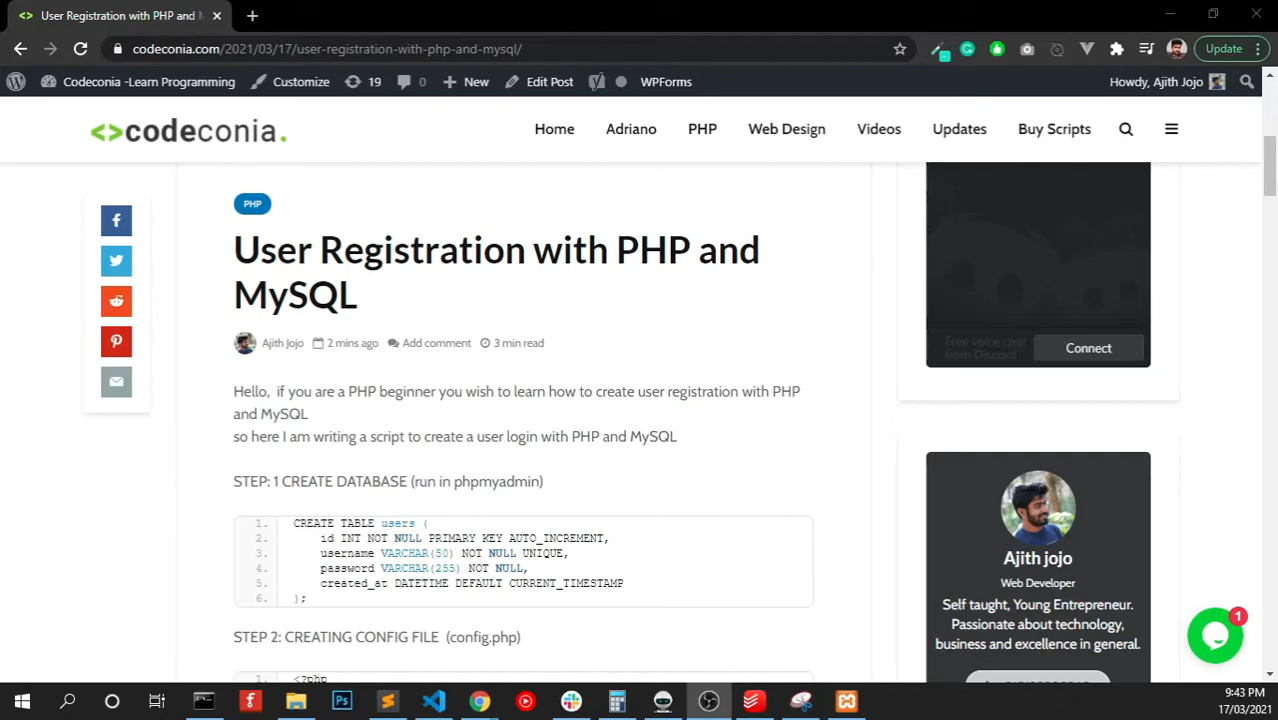 User Registration with PHP and M
codeconia.com/2021/03/17/user-registration-with-php-and-mysql/
Update
Codeconia -Learn Programming
Customize
19
0
New
Edit Post
WPForms
Howdy, Ajith Jojo
<>codeconia.
Home
Adriano
PHP
Web Design
Videos
Updates
Buy Scripts
PHP
User Registration with PHP and
MySQL
Ajith Jojo 2 mins ago Add comment 3 min read
Hello,  if you are a PHP beginner you wish to learn how to create user registration with PHP
and MySQL
so here I am writing a script to create a user login with PHP and MySQL
STEP: 1 CREATE DATABASE (run in phpmyadmin)
1. CREATE TABLE users (
2. id INT NOT NULL PRIMARY KEY AUTO_INCREMENT,
3. username VARCHAR(50) NOT NULL UNIQUE,
4. password VARCHAR(255) NOT NULL,
5. created_at DATETIME DEFAULT CURRENT_TIMESTAMP
6. );
STEP 2: CREATING CONFIG FILE  (config.php)
1. <?php
Free voice chat
from Discord
Connect
Ajith jojo
Web Developer
Self taught, Young Entrepreneur.
Passionate about technology,
business and excellence in general.
1
Ps
9:43 PM
17/03/2021